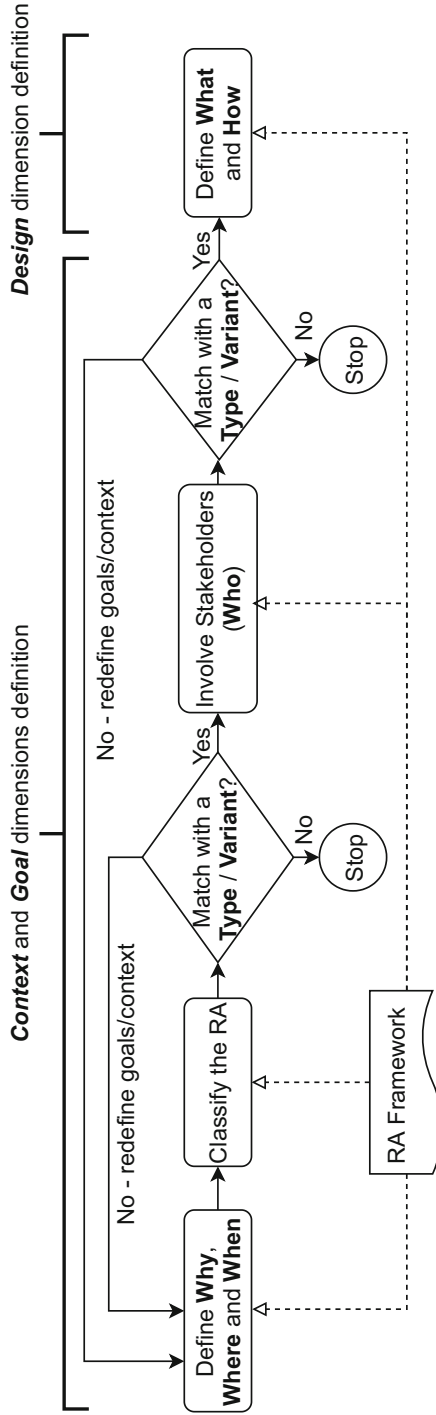 Context and Goal dimensions definition
Design dimension definition
No - redefine goals/context
No - redefine goals/context
Define Why,
Where and When
Classify the RA
Match with a
Type / Variant?
Yes
No
Stop
Involve Stakeholders
(Who)
Match with a
Type / Variant?
Yes
No
Stop
Define What
and How
RA Framework